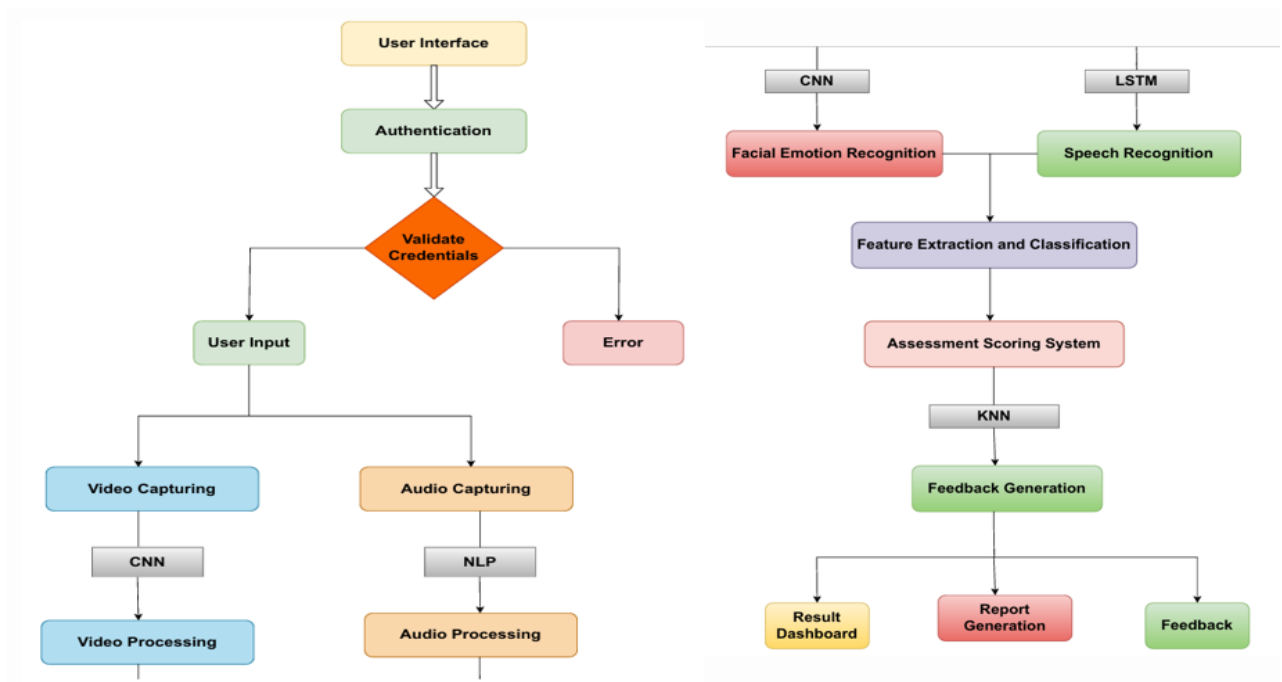 User Interface
Authentication
Validate
Credentials
User Input
Error
Video Capturing
Audio Capturing
CNN
NLP
Video Processing
Audio Processing
CNN
LSTM
Facial Emotion Recognition
Speech Recognition
Feature Extraction and Classification
Assessment Scoring System
KNN
Feedback Generation
Result
Dashboard
Report
Generation
Feedback